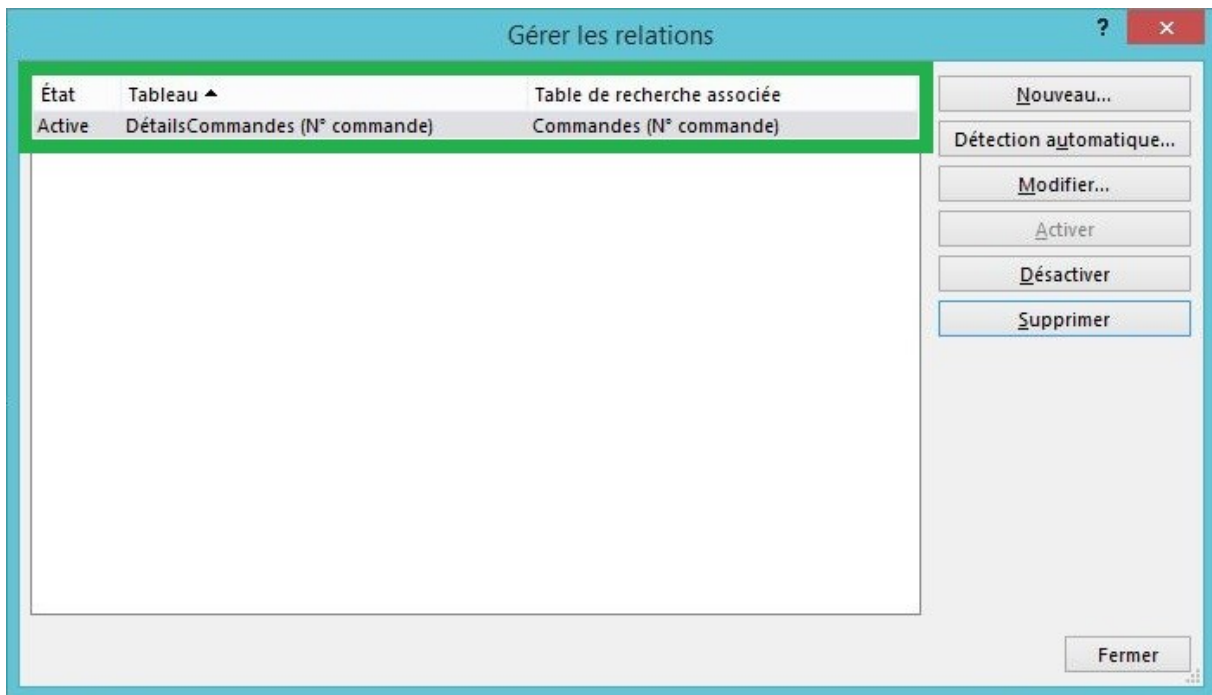 Gérer les relations
?
État Tableau Table de recherche associée
Active DétailsCommandes (N° commande) Commandes (N° commande)
Nouveau...
Détection automatique...
Modifier...
Activer
Désactiver
Supprimer
Fermer